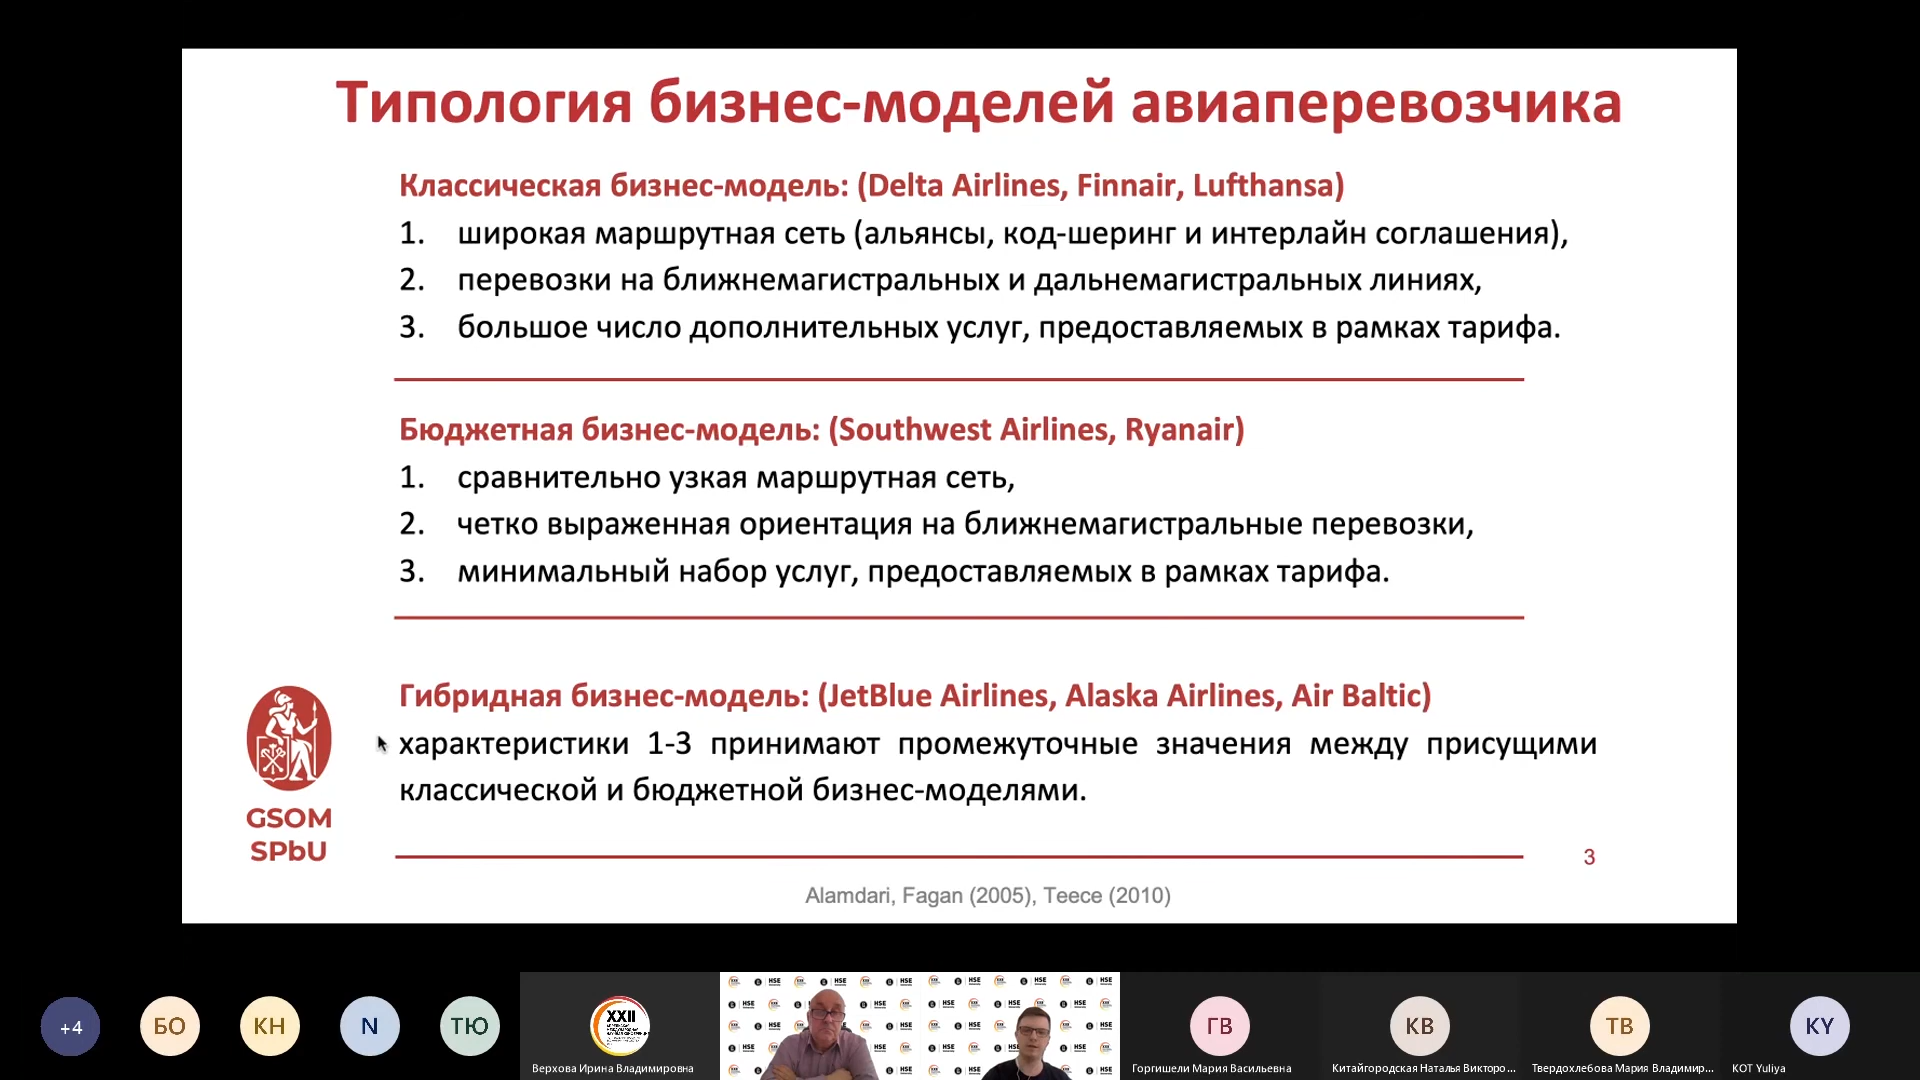 Типология бизнес-моделей авиаперевозчика
Классическая бизнес-модель: (Delta Airlines, Finnair, Lufthansa)
1. широкая маршрутная сеть (альянсы, код-шеринг и интерлайн соглашения),
2. перевозки на ближнемагистральных и дальнемагистральных линиях,
3. большое число дополнительных услуг, предоставляемых в рамках тарифа.
Бюджетная бизнес-модель: (Southwest Airlines, Ryanair)
1. сравнительно узкая маршрутная сеть,
2. четко выраженная ориентация на ближнемагистральные перевозки,
3. минимальный набор услуг, предоставляемых в рамках тарифа.
Гибридная бизнес-модель: (JetBlue Airlines, Alaska Airlines, Air Baltic)
характеристики 1-3 принимают промежуточные значения между присущими
классической и бюджетной бизнес-моделями.
GSOM
SPbU
3
Alamdari, Fagan (2005), Teece (2010)
+4
БО
КН
N
ТЮ
XXII
Верхова Ирина Владимировна
HSE
ГВ
Горгишели Мария Васильевна
КВ
Китайгородская Наталья Викторо...
ТВ
Твердохлебова Мария Владимир...
KY
KOT Yuliya